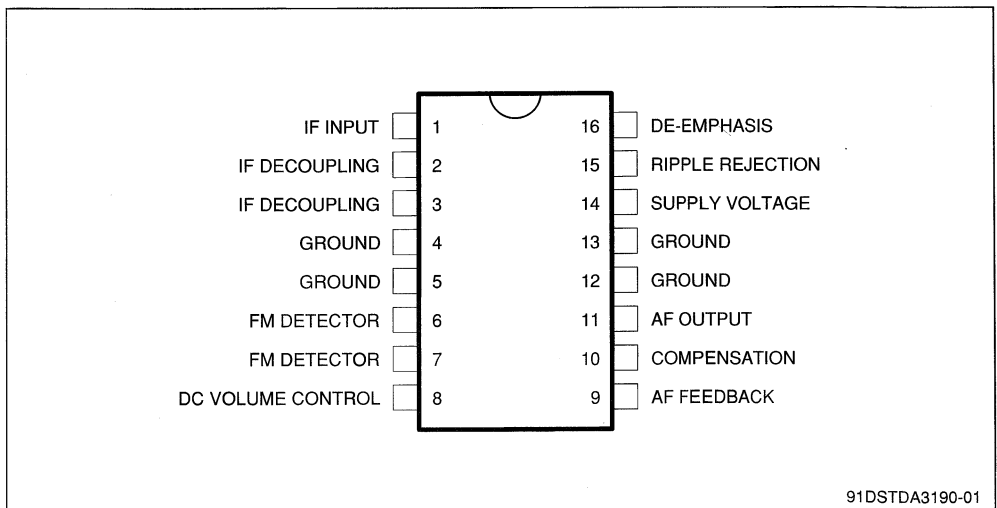 IF INPUT 1 16 DE-EMPHASIS
IF DECOUPLING 2 15 RIPPLE REJECTION
IF DECOUPLING 3 14 SUPPLY VOLTAGE
GROUND 4 13 GROUND
GROUND 5 12 GROUND
FM DETECTOR 6 11 AF OUTPUT
FM DETECTOR 7 10 COMPENSATION
DC VOLUME CONTROL 8 9 AF FEEDBACK
91DSTDA3190-01